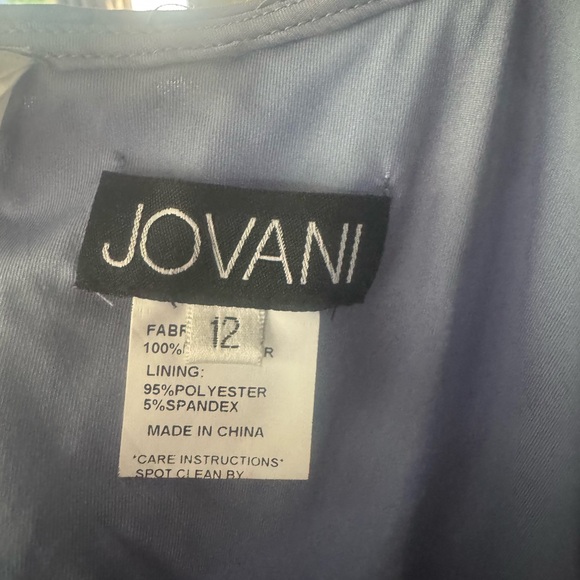 JOVANI
12
FABR
100% R
LINING:
95%POLYESTER
5%SPANDEX
MADE IN CHINA
*CARE INSTRUCTIONS*
SPOT CLEAN BY